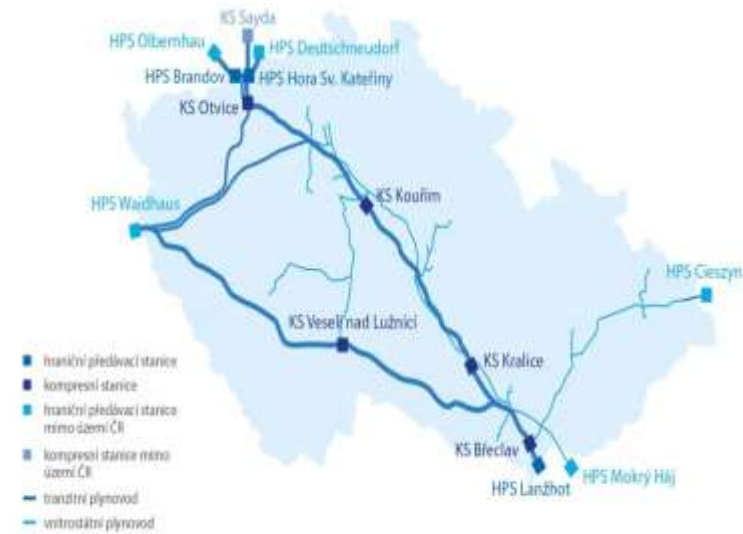 KS Sayda
HPS Olbernhau
HPS Deutschneudorf
HPS Brandov
HPS Hora Sv. Kateřiny
KS Otvice
KS Kouřim
HPS Waidhaus
HPS Cieszyn
KS Veselí nad Lužnicí
KS Kralice
KS Břeclav
HPS Lanžhot
HPS Mokrý Háj
hraniční předávací stanice
kompresní stanice
hraniční předávací stanice
mimo území ČR
kompresní stanice mimo
území ČR
tranzitní plynovod
vnitrostátní plynovod